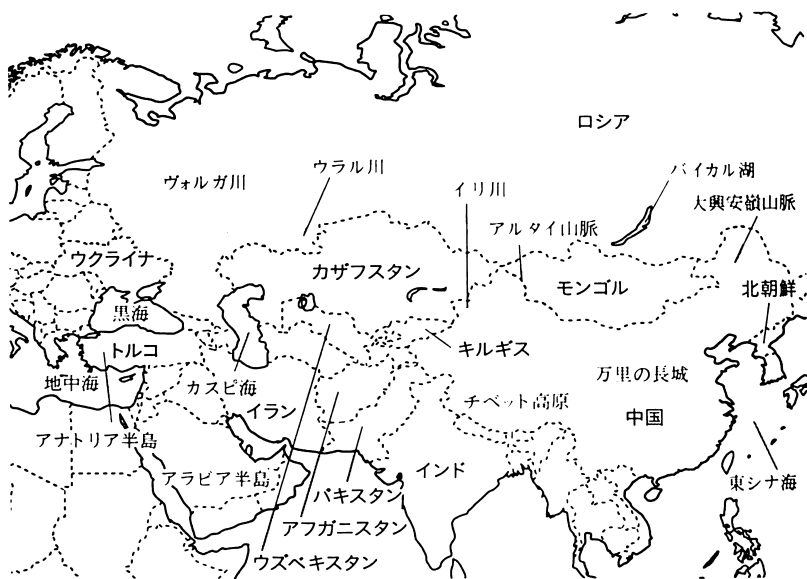 ロシア
バイカル湖
ウラル川
ヴォルガ川
イリ川
大興安嶺山脈
アルタイ山脈
ウクライナ
カザフスタン
モンゴル
北朝鮮
黒海
トルコ
キルギス
地中海
カスピ海
万里の長城
イラン
チベット高原
中国
アナトリア半島
アラビア半島
インド
東シナ海
パキスタン
アフガニスタン
ウズベキスタン